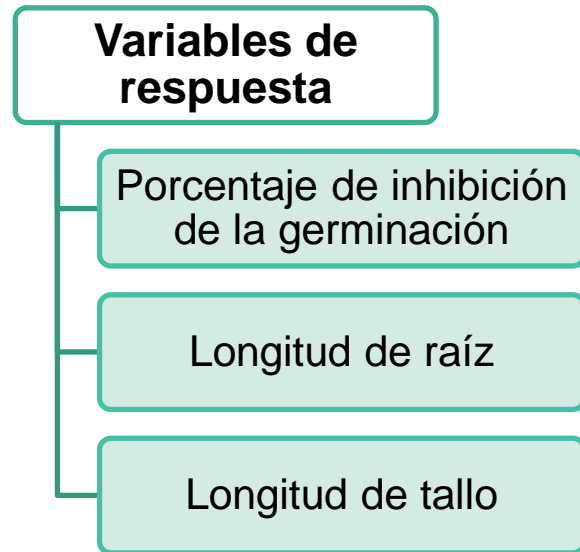 Variables de
respuesta
Porcentaje de inhibición
de la germinación
Longitud de raíz
Longitud de tallo